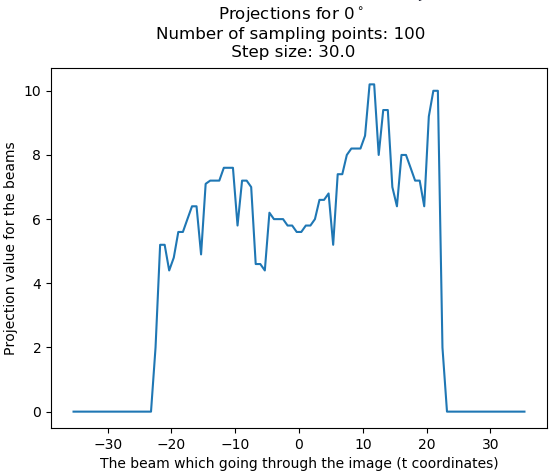 Projections for 0°
Number of sampling points: 100
Step size: 30.0
10
8
6
4
2
0
Projection value for the beams
−30
−20
−10
0
10
20
30
The beam which going through the image (t coordinates)